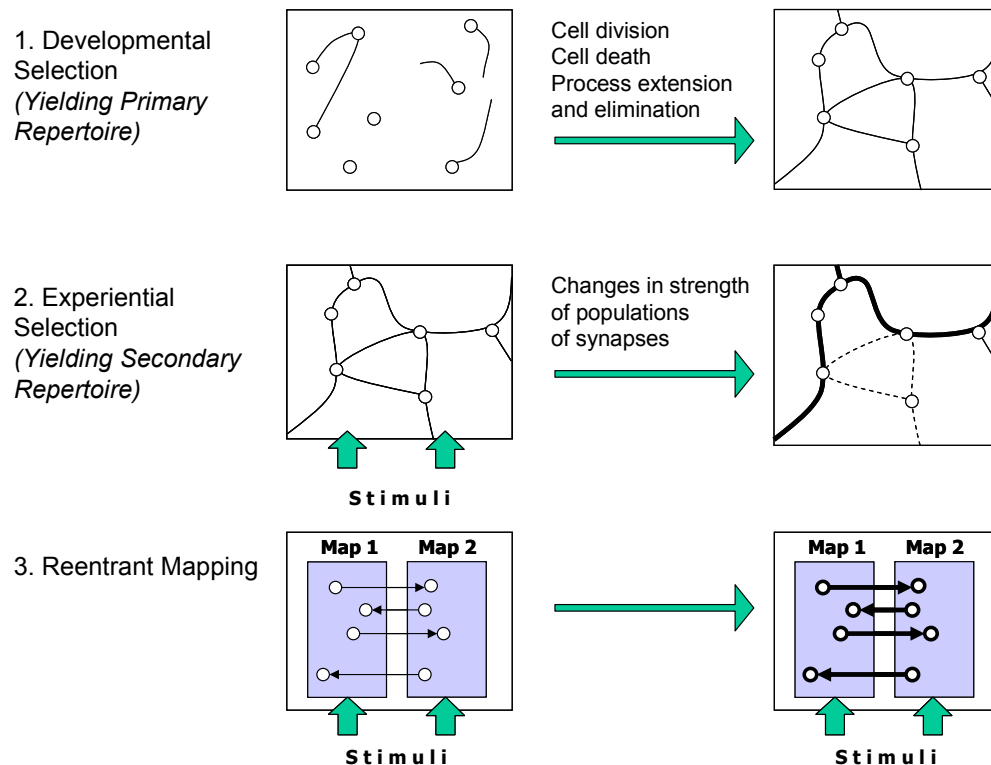 1. Developmental
Selection
(Yielding Primary
Repertoire)
Cell division
Cell death
Process extension
and elimination
2. Experiential
Selection
(Yielding Secondary
Repertoire)
Changes in strength
of populations
of synapses
Stimuli
3. Reentrant Mapping
Map 1 Map 2
Map 1 Map 2
Stimuli
Stimuli